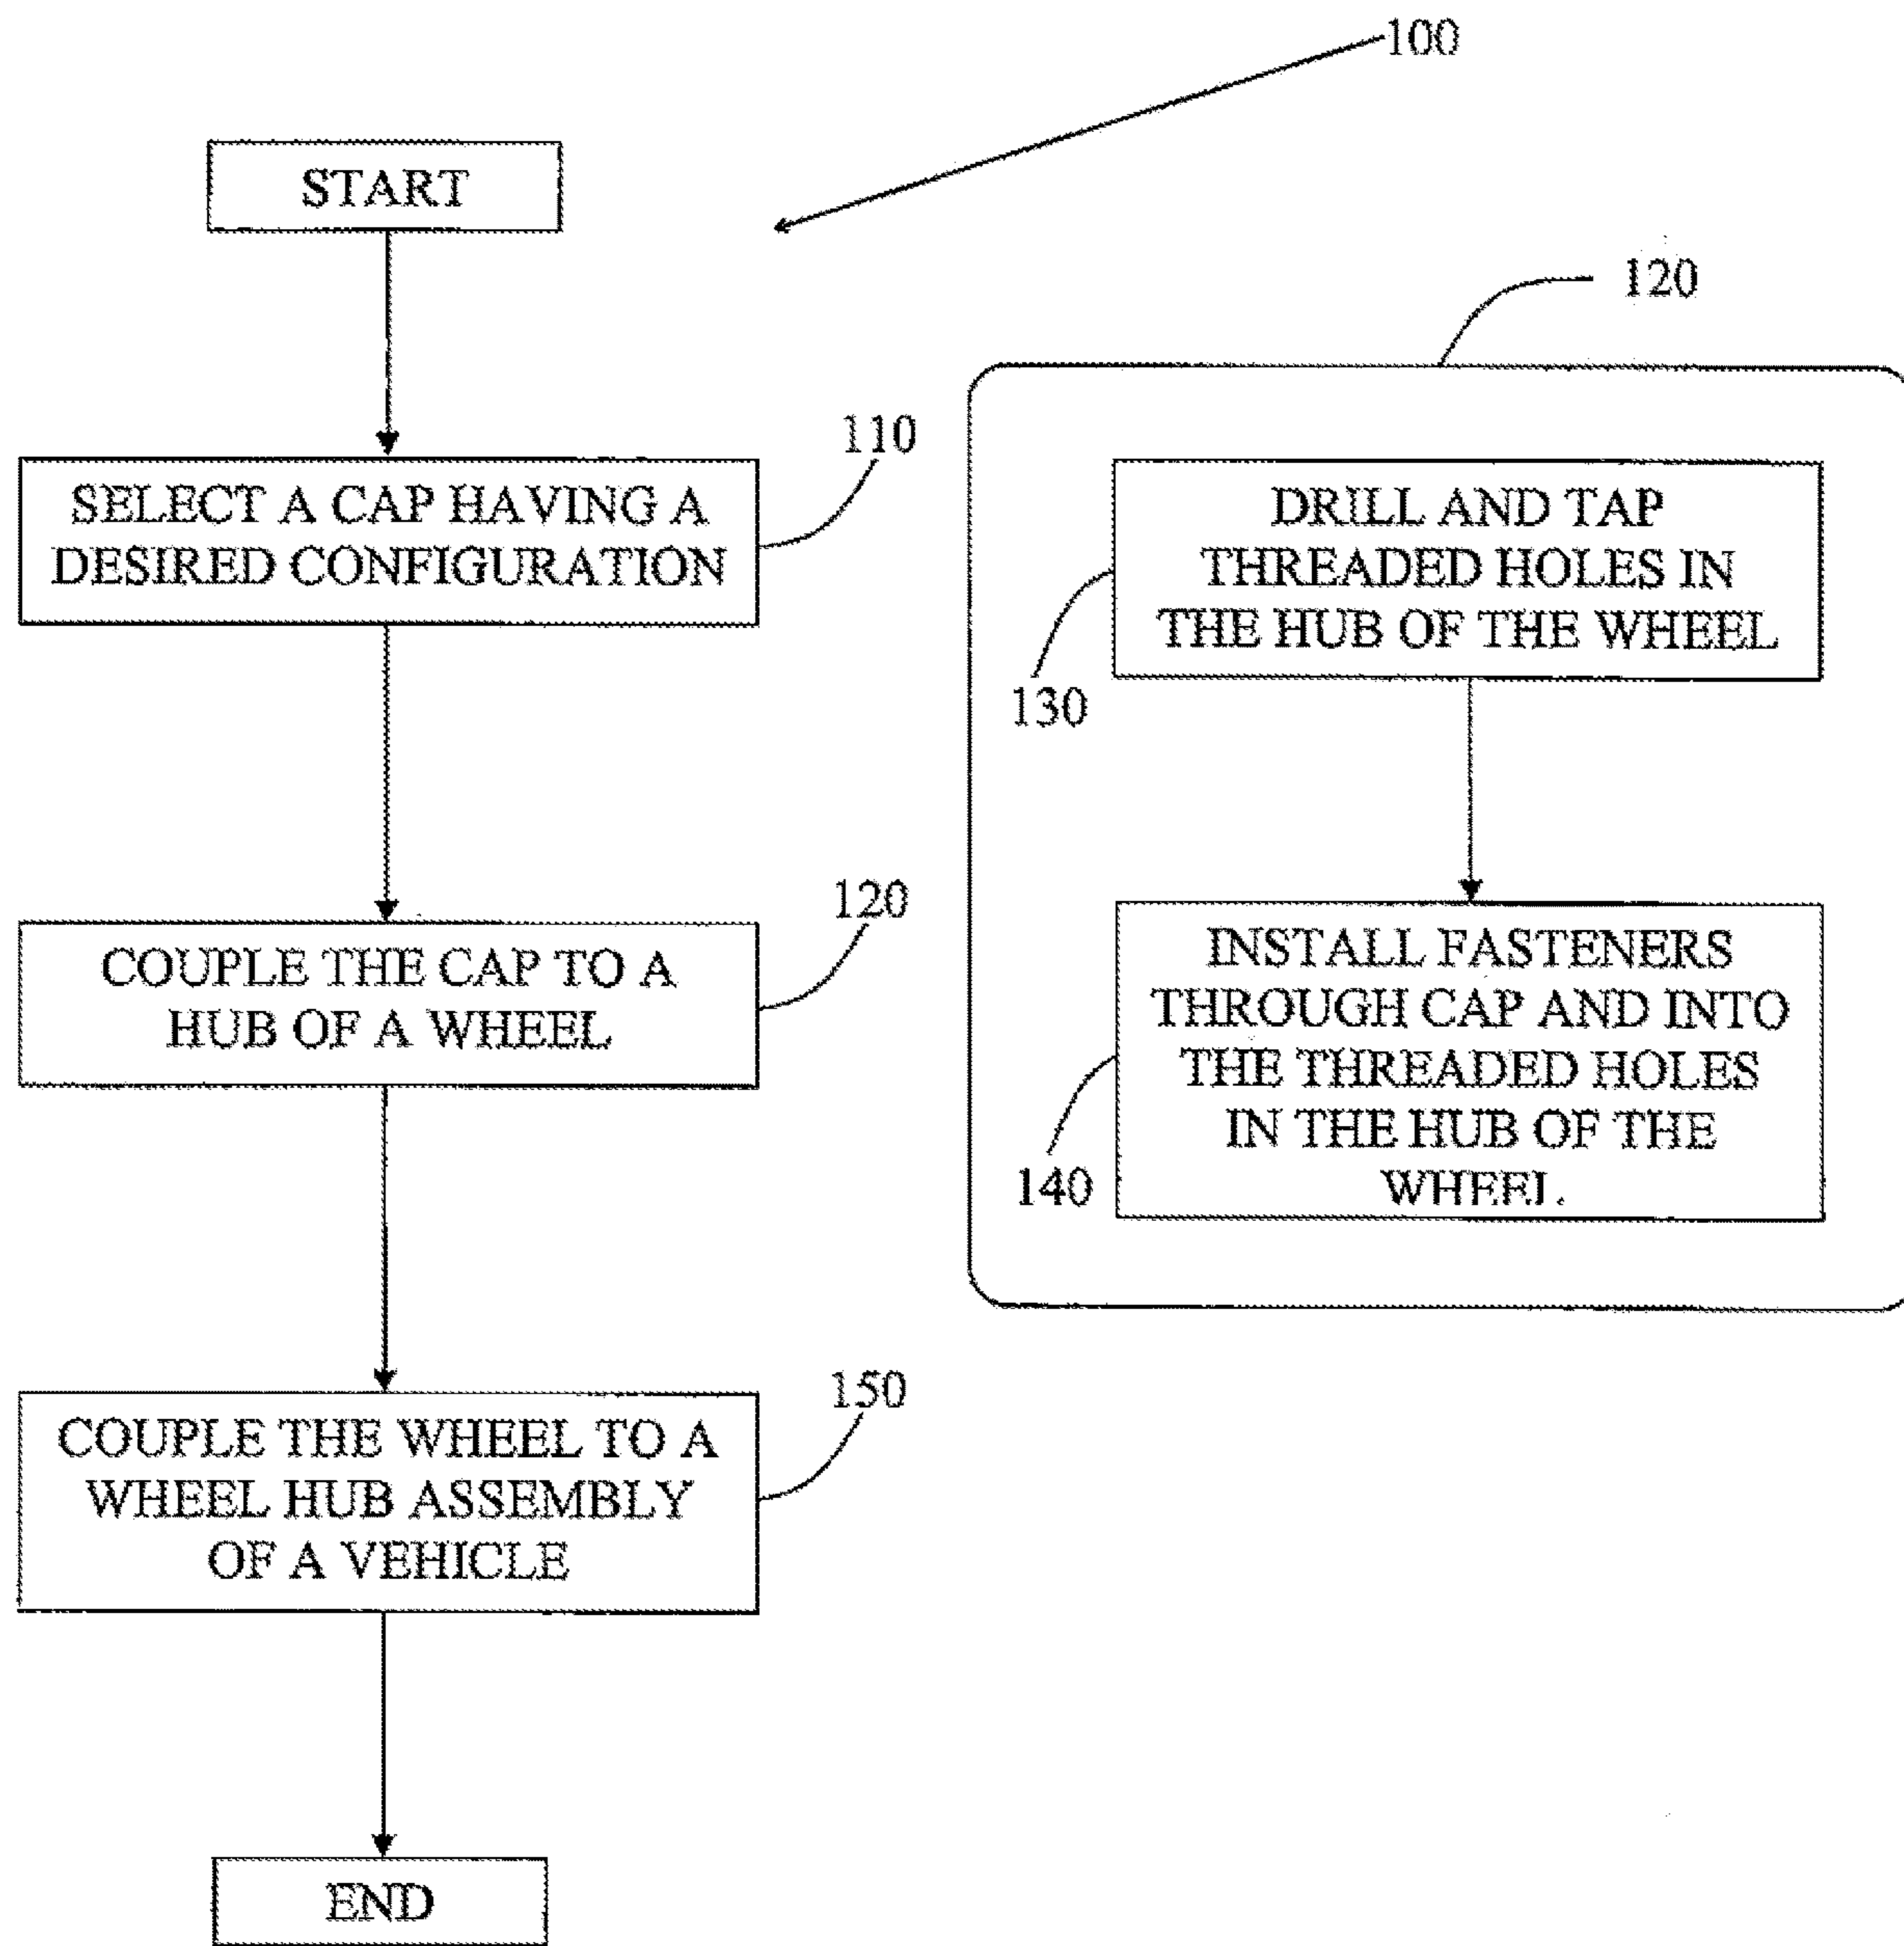 100
START
110
SELECT A CAP HAVING A
DESIRED CONFIGURATION
120
COUPLE THE CAP TO A
HUB OF A WHEEL
150
COUPLE THE WHEEL TO A
WHEEL HUB ASSEMBLY
OF A VEHICLE
END
120
DRILL AND TAP
THREADED HOLES IN
THE HUB OF THE WHEEL
130
INSTALL FASTENERS
THROUGH CAP AND INTO
THE THREADED HOLES
IN THE HUB OF THE
WHEEL
140